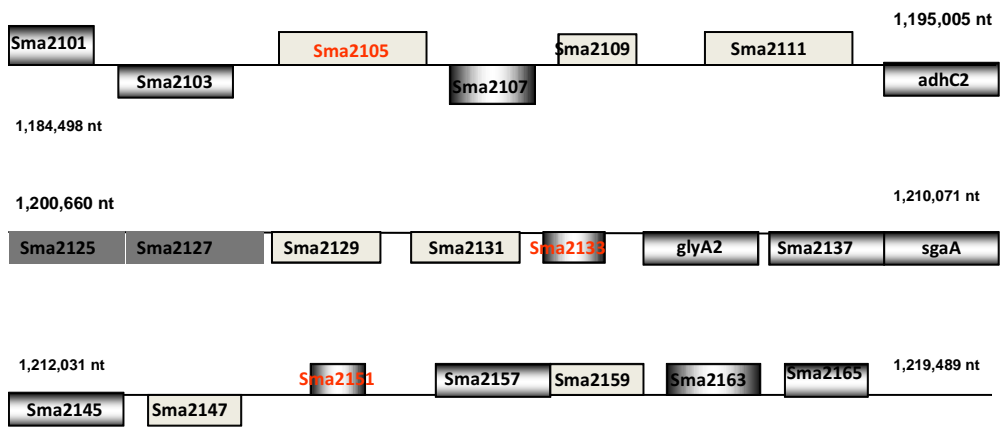 1,195,005 nt
Sma2101
Sma2105
Sma2109
Sma2111
Sma2103
Sma2107
adhC2
1,184,498 nt
1,200,660 nt
1,210,071 nt
Sma2125
Sma2127
Sma2129
Sma2131
Sma2133
glyA2
Sma2137
sgaA
1,212,031 nt
1,219,489 nt
Sma2151
Sma2157
Sma2159
Sma2163
Sma2165
Sma2145
Sma2147